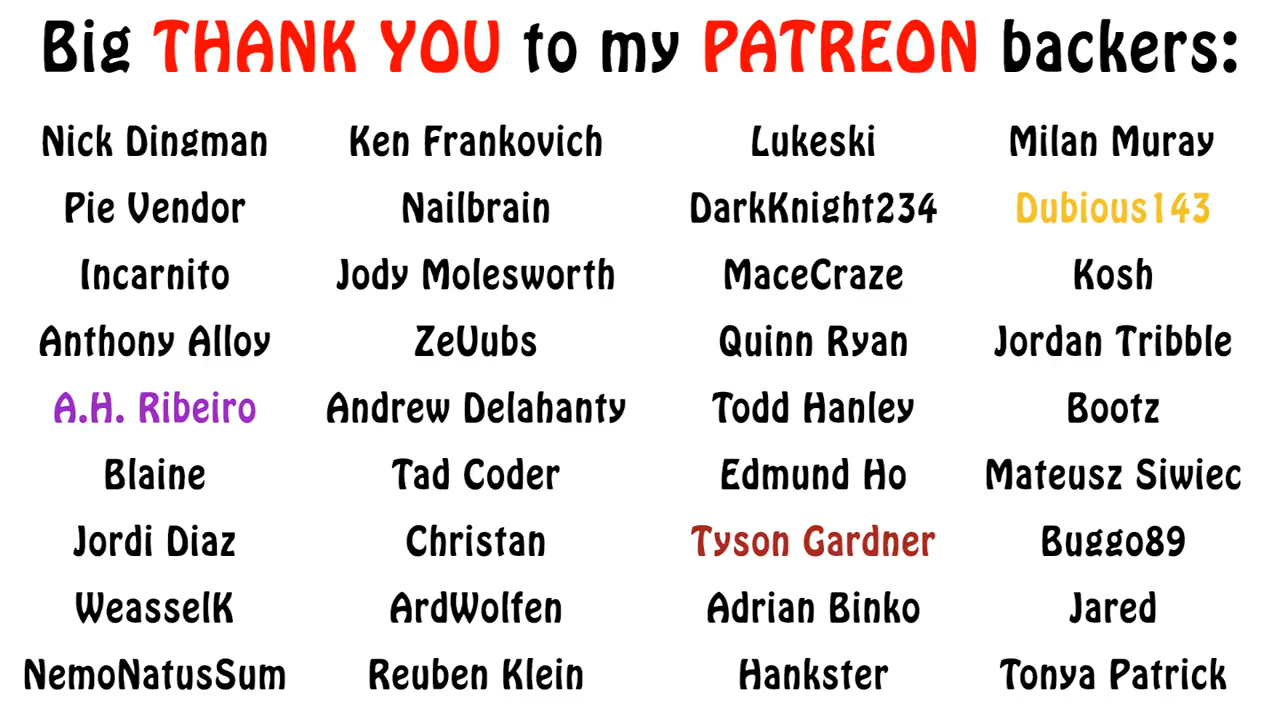 Big THANK YOU to my PATREON backers:
Nick Dingman Ken Frankovich Lukeski Milan Muray
Pie Vendor Nailbrain DarkKnight234 Dubious143
Incarnito Jody Molesworth MaceCraze Kosh
Anthony Alloy ZeVubs Quinn Ryan Jordan Tribble
A.H. Ribeiro Andrew Delahanty Todd Hanley Bootz
Blaine Tad Coder Edmund Ho Mateusz Siwiec
Jordi Diaz Christan Tyson Gardner Buggo89
WeasselK ArdWolfen Adrian Binko Jared
NemoNatusSum Reuben Klein Hankster Tonya Patrick